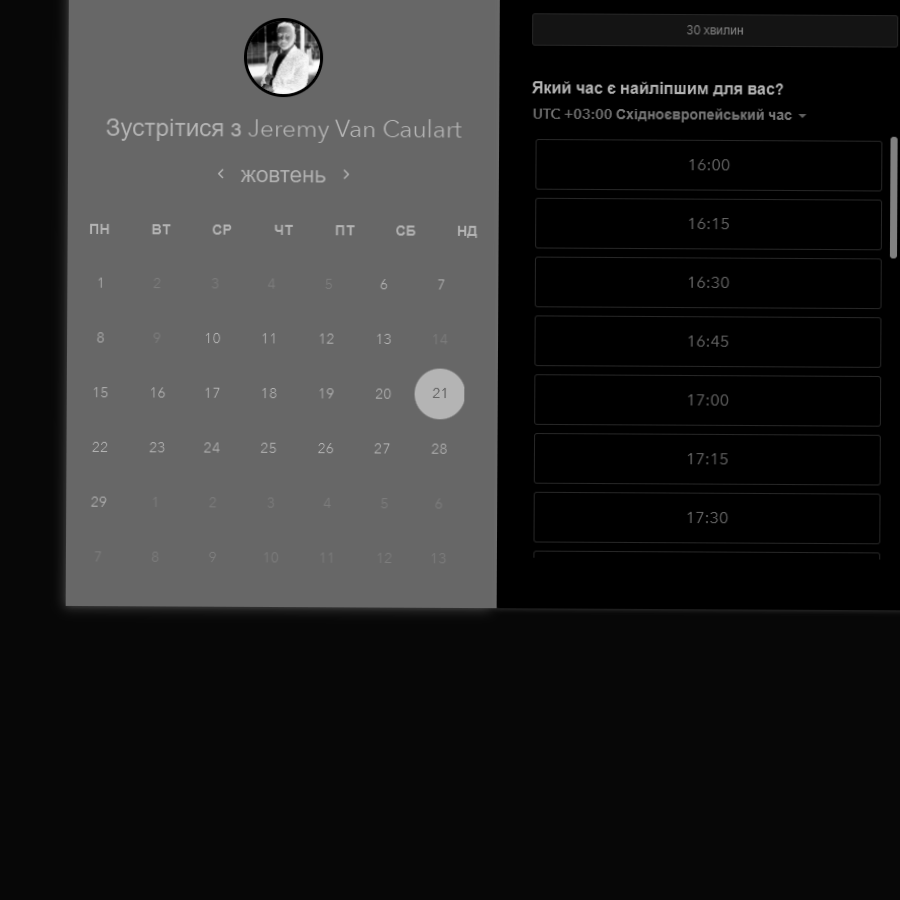 Зустрітися з Jeremy Van Caulart
жовтень
ПН ВТ СР ЧТ ПТ СБ НД
1 2 3 4 5 6 7
8 9 10 11 12 13 14
15 16 17 18 19 20 21
22 23 24 25 26 27 28
29 1 2 3 4 5 6
7 8 9 10 11 12 13
30 хвилин
Який час є найліпшим для вас?
UTC +03:00 Східноєвропейський час
16:00
16:15
16:30
16:45
17:00
17:15
17:30